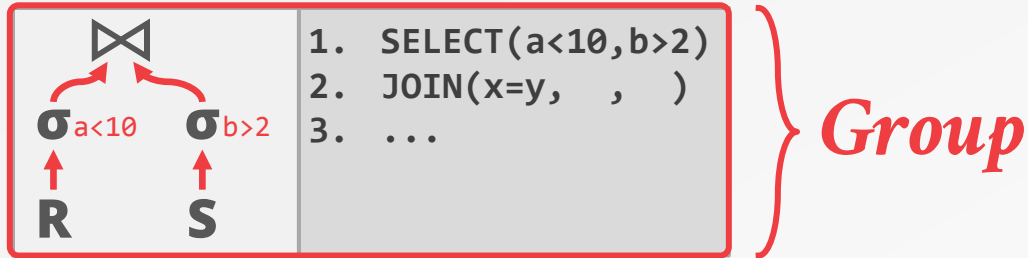 ⋈
σa<10 σb>2
R S
1. SELECT(a<10,b>2)
2. JOIN(x=y, , )
3. ...
Group